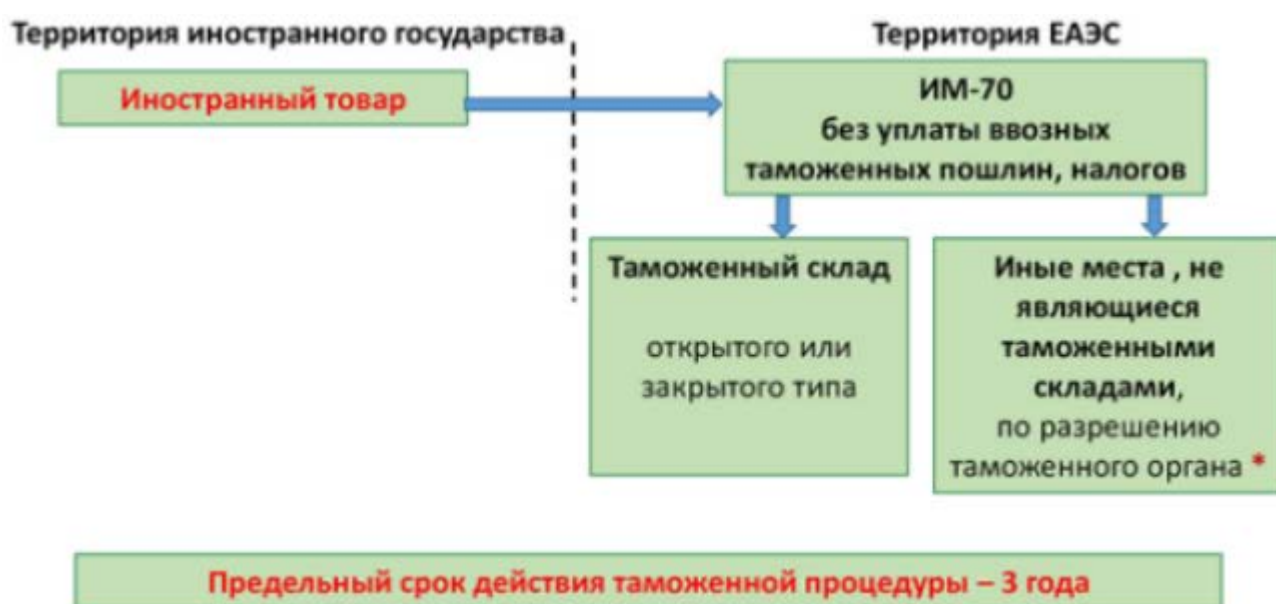 Территория иностранного государства
Территория ЕАЭС
Иностранный товар
ИМ-70
без уплаты ввозных
таможенных пошлин, налогов
Таможенный склад
открытого или
закрытого типа
Иные места , не
являющиеся
таможенными
складами,
по разрешению
таможенного органа *
Предельный срок действия таможенной процедуры – 3 года